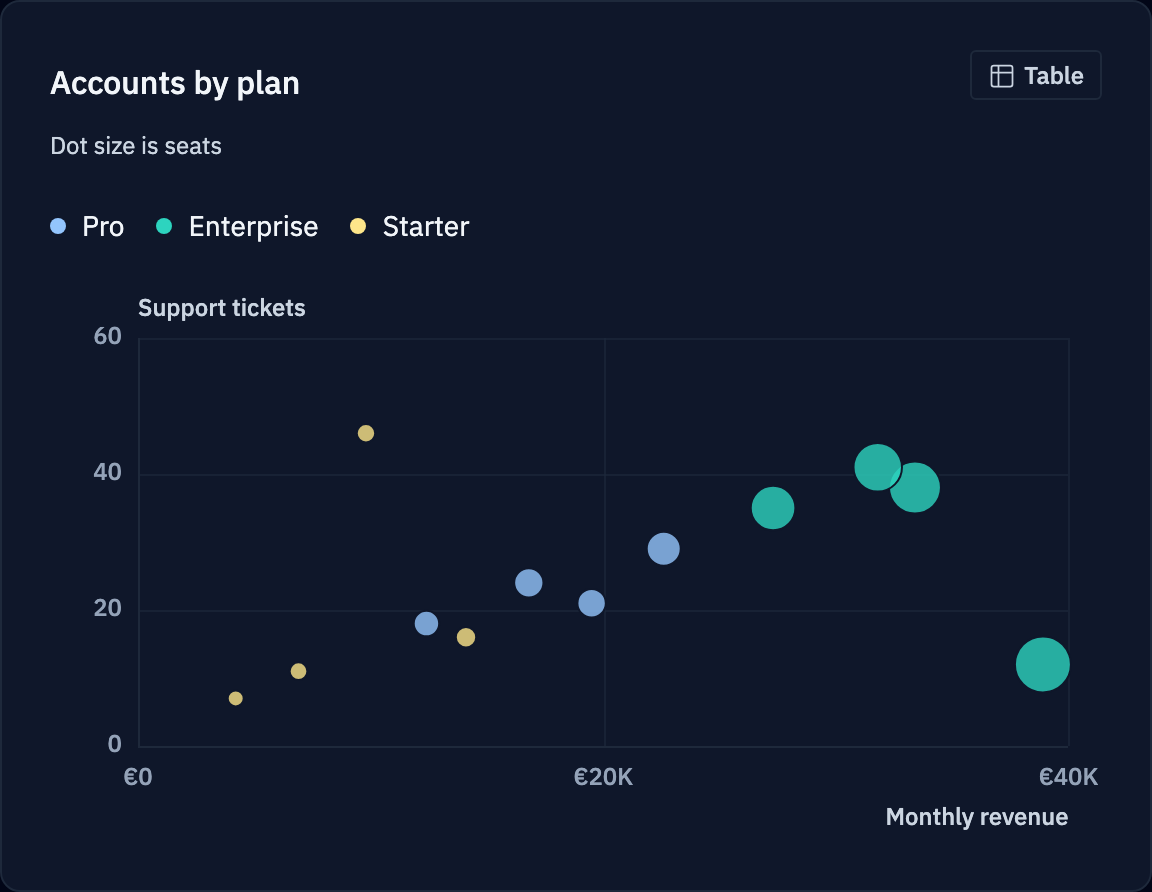 Accounts by plan
Table
Dot size is seats
Pro Enterprise Starter
Support tickets
60
40
20
0
€0 €20K €40K
Monthly revenue